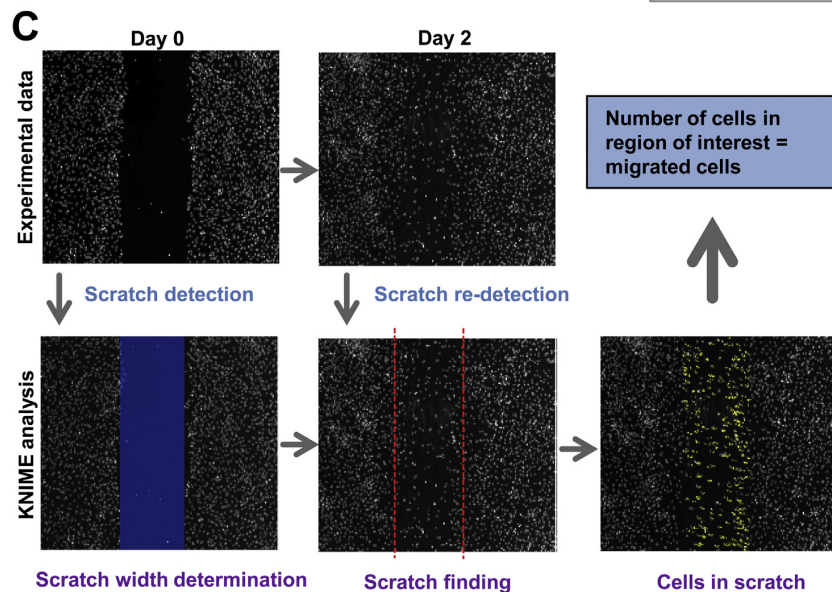 C
Day 0
Day 2
Experimental data
Number of cells in
region of interest =
migrated cells
Scratch detection
Scratch re-detection
KNIME analysis
Scratch width determination
Scratch finding
Cells in scratch